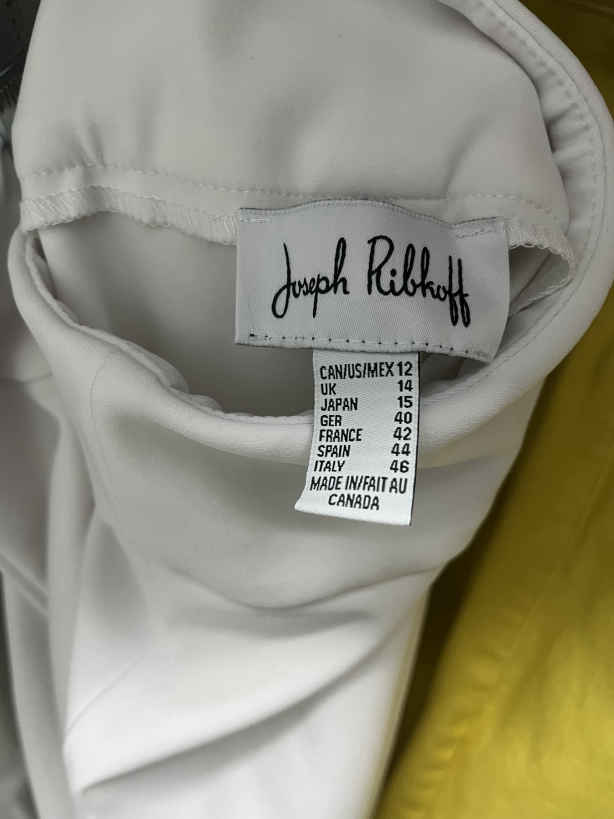 Joseph Ribkoff
CAN/US/MEX 12
UK 14
JAPAN 15
GER 40
FRANCE 42
SPAIN 44
ITALY 46
MADE IN/FAIT AU
CANADA